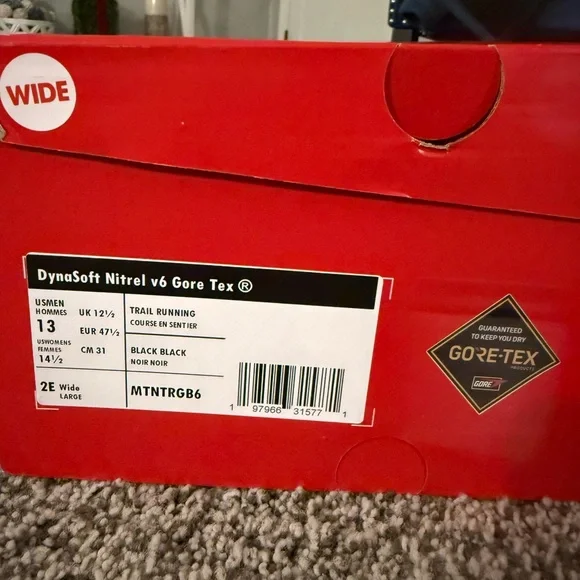 WIDE
DynaSoft Nitrel v6 Gore Tex ®
USMEN
HOMMES
13
USWOMENS
FEMMES
14½
UK 12½
EUR 47½
CM 31
2E Wide
LARGE
TRAIL RUNNING
COURSE EN SENTIER
BLACK BLACK
NOIR NOIR
MTNTRGB6
1 97966 31577 1
GUARANTEED
TO KEEP YOU DRY
GORE-TEX
PRODUCTS
GORE